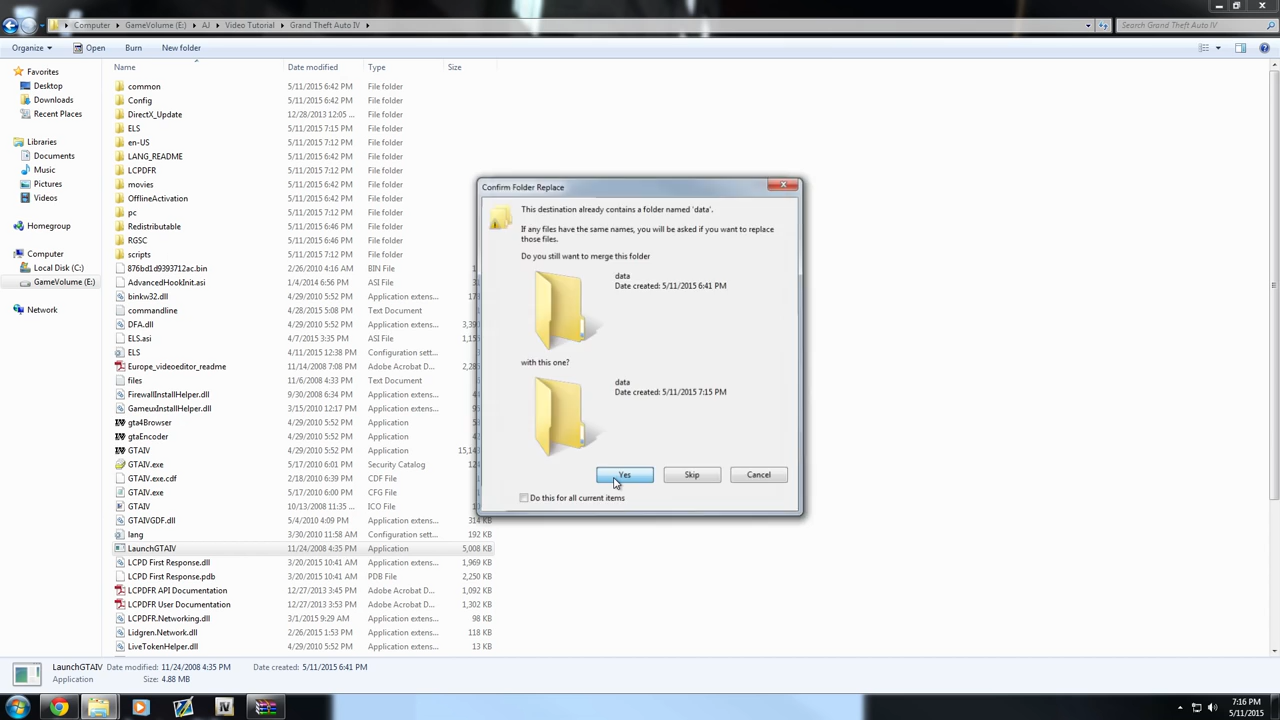 Computer ▸ GameVolume (E:) ▸ AJ ▸ Video Tutorial ▸ Grand Theft Auto IV ▸
Search Grand Theft Auto IV
Organize Open Burn New folder
Name Date modified Type Size
Favorites
Desktop
Downloads
Recent Places
Libraries
Documents
Music
Pictures
Videos
Homegroup
Computer
Local Disk (C:)
GameVolume (E:)
Network
common 5/11/2015 6:42 PM File folder
Config 5/11/2015 6:42 PM File folder
DirectX_Update 12/28/2013 12:05 ... File folder
ELS 5/11/2015 7:15 PM File folder
en-US 5/11/2015 7:12 PM File folder
LANG_README 5/11/2015 6:42 PM File folder
LCPDFR 5/11/2015 7:12 PM File folder
movies 5/11/2015 6:42 PM File folder
OfflineActivation 5/11/2015 6:42 PM File folder
pc 5/11/2015 6:42 PM File folder
Redistributable 5/11/2015 6:46 PM File folder
RGSC 5/11/2015 6:46 PM File folder
scripts 5/11/2015 7:12 PM File folder
876bd1d9393712ac.bin 2/26/2010 4:16 AM BIN File
AdvancedHookInit.asi 1/4/2014 6:56 PM ASI File
binkw32.dll 4/29/2010 5:52 PM Application extens...
commandline 4/28/2015 5:08 PM Text Document
DFA.dll 4/29/2010 5:52 PM Application extens...
ELS.asi 4/7/2015 3:35 PM ASI File
ELS 4/11/2015 12:38 PM Configuration sett...
Europe_videoeditor_readme 11/14/2008 7:08 PM Adobe Acrobat D...
files 11/6/2008 4:43 PM Text Document
FirewallInstallHelper.dll 9/30/2008 6:34 PM Application extens...
GameuxInstallHelper.dll 3/15/2010 12:17 PM Application extens...
gta4Browser 4/29/2010 5:52 PM Application
gtaEncoder 4/29/2010 5:52 PM Application
GTAIV 4/29/2010 5:52 PM Application
GTAIV.exe 5/17/2010 6:01 PM Security Catalog
GTAIV.exe.cdf 2/18/2010 6:39 PM CDF File
GTAIV.exe 5/17/2010 6:01 PM CFG File
GTAIV 10/13/2008 11:35 ... ICO File
GTAIVGDF.dll 5/4/2010 4:09 PM Application extens... 314 KB
lang 3/30/2010 11:58 AM Configuration sett... 192 KB
LaunchGTAIV 11/24/2008 4:35 PM Application 5,008 KB
LCPD First Response.dll 3/20/2015 10:41 AM Application extens... 1,969 KB
LCPD First Response.pdb 3/20/2015 10:41 AM PDB File 2,250 KB
LCPDFR API Documentation 12/27/2013 3:45 PM Adobe Acrobat D... 1,092 KB
LCPDFR User Documentation 12/27/2013 3:53 PM Adobe Acrobat D... 1,302 KB
LCPDFR.Networking.dll 3/1/2015 9:29 AM Application extens... 98 KB
Lidgren.Network.dll 2/26/2015 1:53 PM Application extens... 118 KB
LiveTokenHelper.dll 4/29/2010 5:52 PM Application extens... 13 KB
Confirm Folder Replace
This destination already contains a folder named 'data'.
If any files have the same names, you will be asked if you want to replace
those files.
Do you still want to merge this folder
data
Date created: 5/11/2015 6:41 PM
with this one?
data
Date created: 5/11/2015 7:15 PM
Yes Skip Cancel
Do this for all current items
LaunchGTAIV Date modified: 11/24/2008 4:35 PM Date created: 5/11/2015 6:41 PM
Application Size: 4.88 MB
IV
7:16 PM
5/11/2015